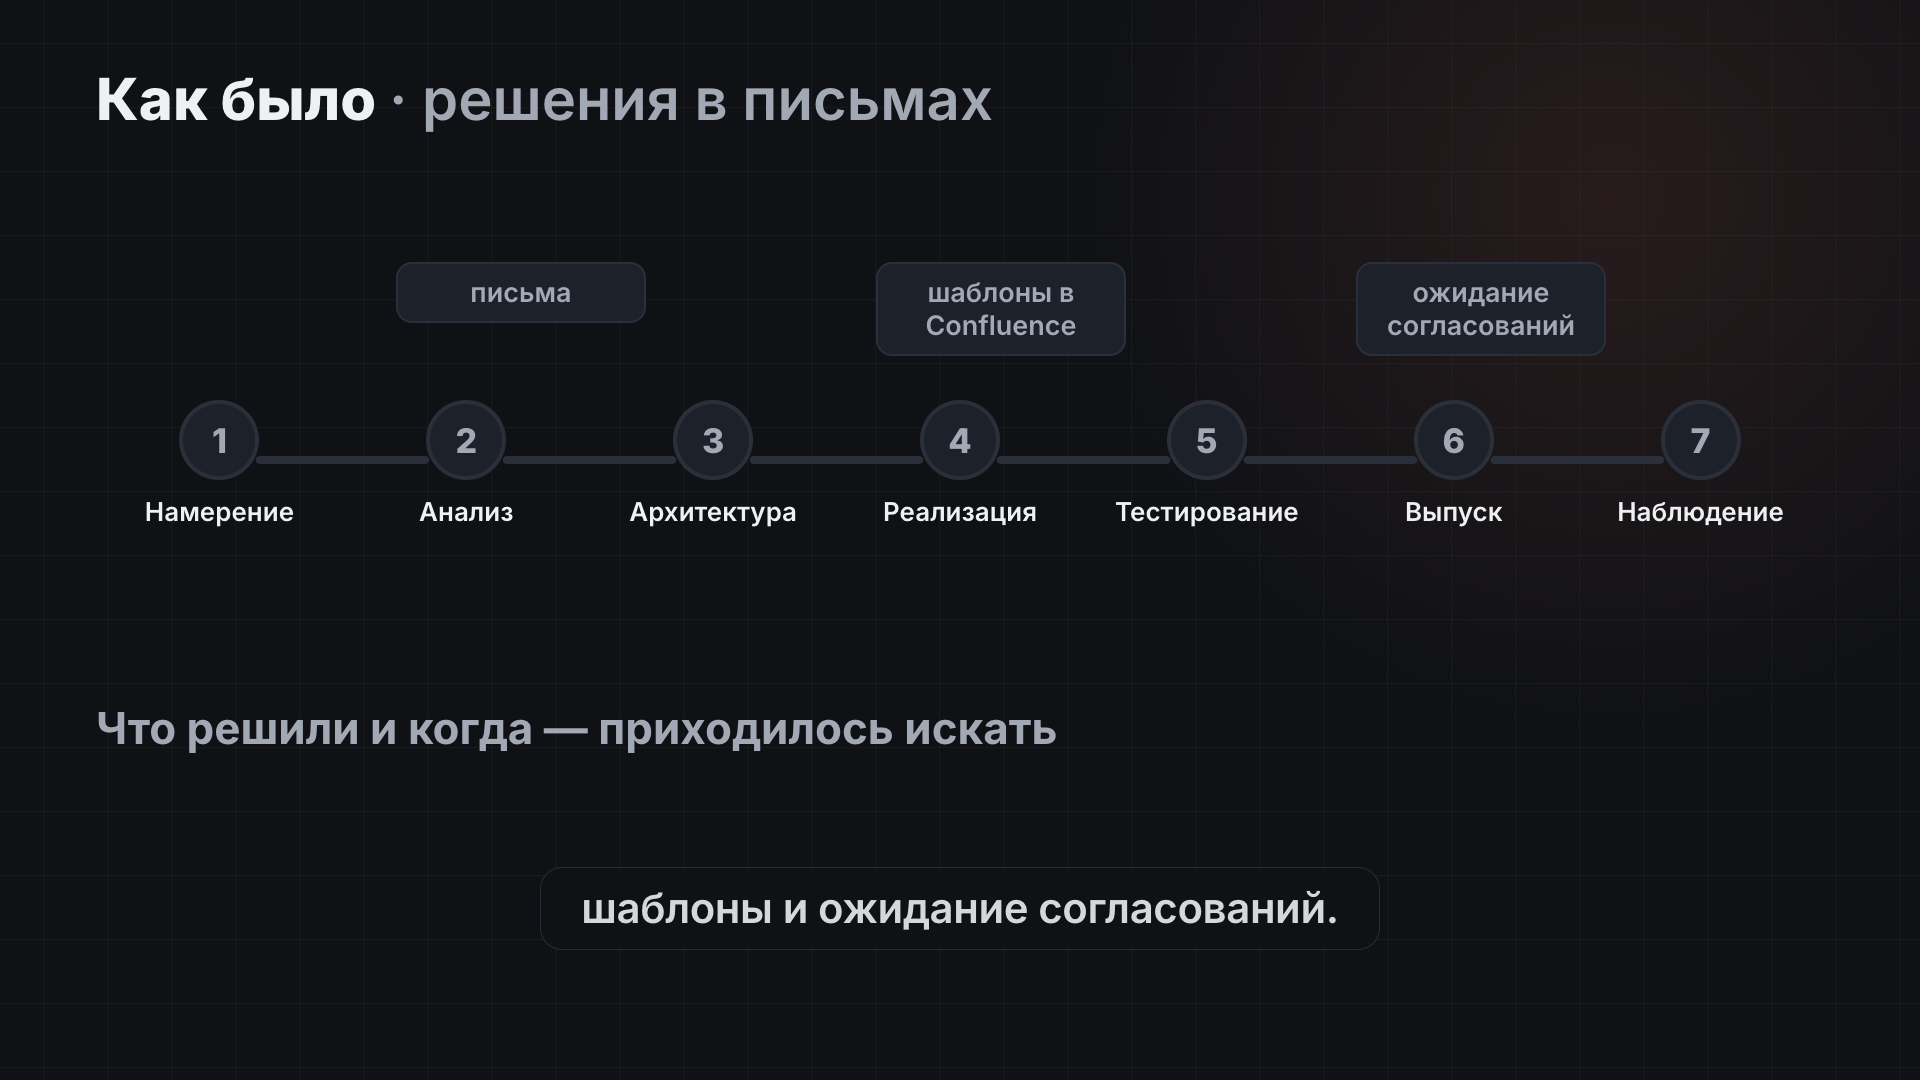 Как было · решения в письмах
письма
шаблоны в
Confluence
ожидание
согласований
1
2
3
4
5
6
7
Намерение
Анализ
Архитектура
Реализация
Тестирование
Выпуск
Наблюдение
Что решили и когда — приходилось искать
шаблоны и ожидание согласований.